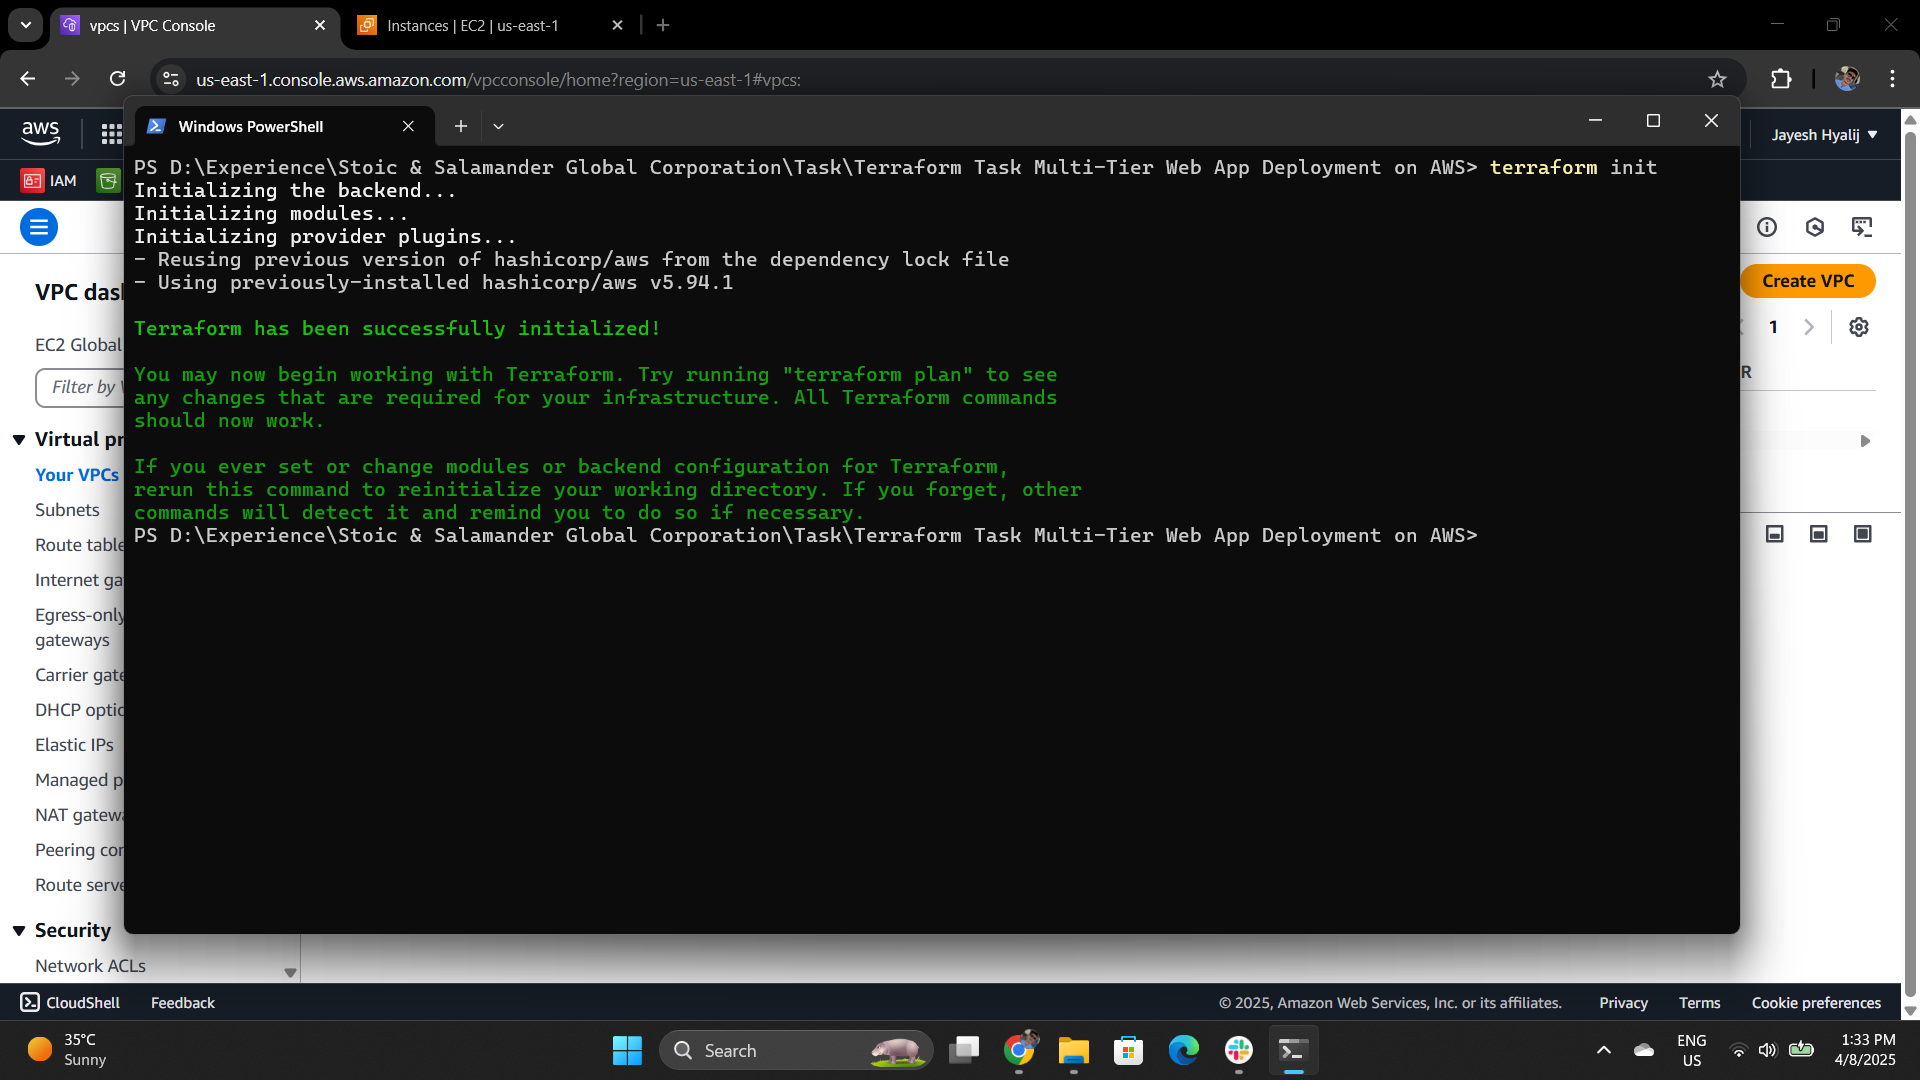 vpcs | VPC Console
Instances | EC2 | us-east-1
us-east-1.console.aws.amazon.com/vpcconsole/home?region=us-east-1#vpcs:
aws
Jayesh Hyalij
IAM
Windows PowerShell
PS D:\Experience\Stoic & Salamander Global Corporation\Task\Terraform Task Multi-Tier Web App Deployment on AWS> terraform init
Initializing the backend...
Initializing modules...
Initializing provider plugins...
- Reusing previous version of hashicorp/aws from the dependency lock file
- Using previously-installed hashicorp/aws v5.94.1
Terraform has been successfully initialized!
You may now begin working with Terraform. Try running "terraform plan" to see
any changes that are required for your infrastructure. All Terraform commands
should now work.
If you ever set or change modules or backend configuration for Terraform,
rerun this command to reinitialize your working directory. If you forget, other
commands will detect it and remind you to do so if necessary.
PS D:\Experience\Stoic & Salamander Global Corporation\Task\Terraform Task Multi-Tier Web App Deployment on AWS>
Create VPC
1
R
VPC das
EC2 Global
Filter by V
Virtual pr
Your VPCs
Subnets
Route table
Internet ga
Egress-only
gateways
Carrier gate
DHCP optio
Elastic IPs
Managed p
NAT gatewa
Peering con
Route serve
Security
Network ACLs
CloudShell
Feedback
© 2025, Amazon Web Services, Inc. or its affiliates.
Privacy
Terms
Cookie preferences
35°C
Sunny
Search
ENG
US
1:33 PM
4/8/2025